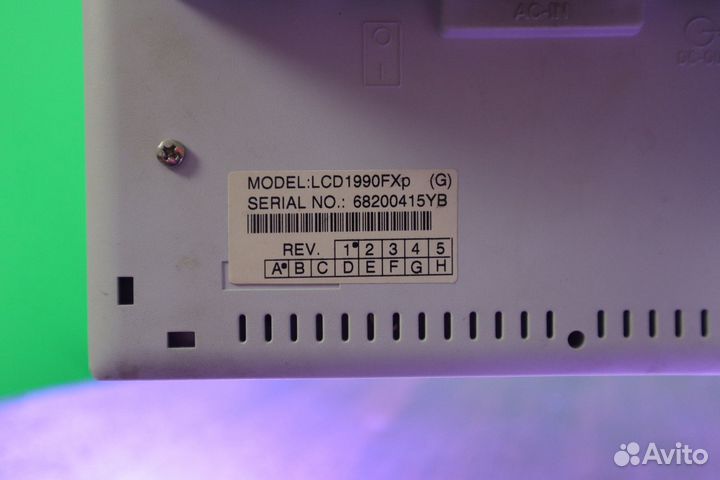 AC-IN
MODEL:LCD1990FXp (G)
SERIAL NO.: 68200415YB
REV. 1 2 3 4 5
A B C D E F G H
Avito